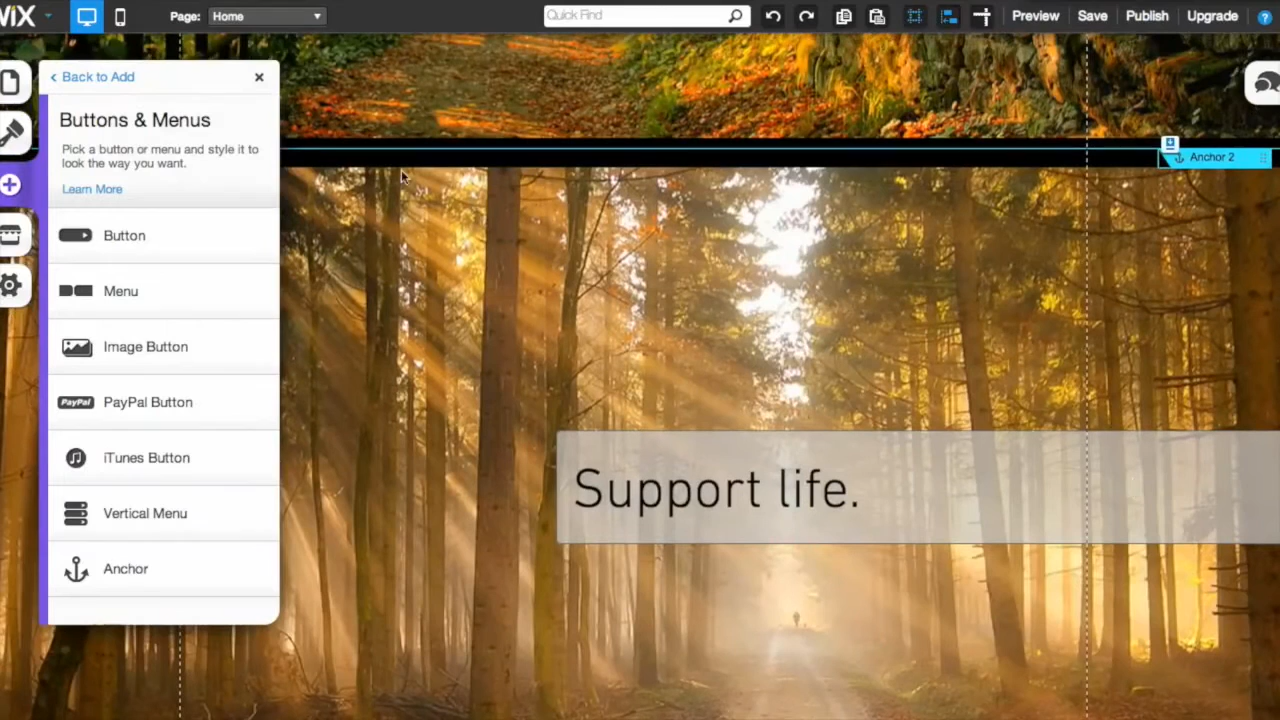 WiX
Page: Home
Quick Find
Preview
Save
Publish
Upgrade
?
Back to Add
Buttons & Menus
Pick a button or menu and style it to
look the way you want.
Learn More
Anchor 2
Button
Menu
Image Button
PayPal PayPal Button
iTunes Button
Vertical Menu
Anchor
Support life.